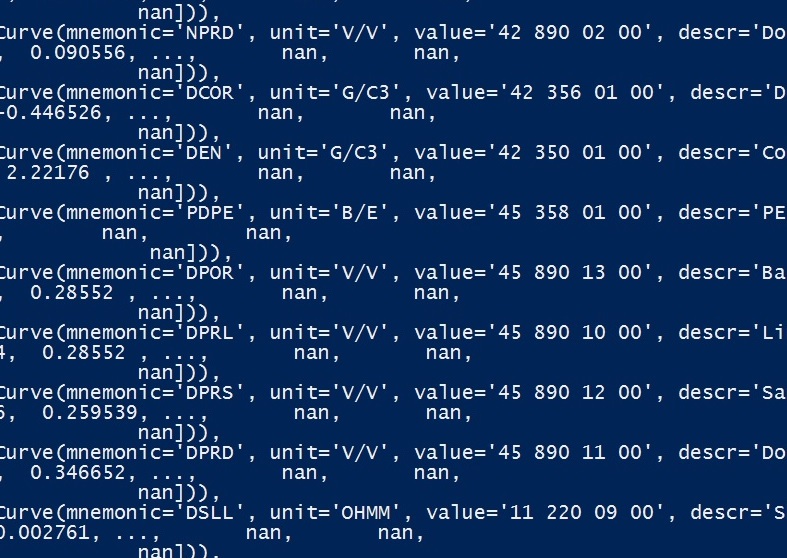 nan])),
Curve(mnemonic='NPRD', unit='V/V', value='42 890 02 00', descr='Do
, 0.090556, ..., nan, nan,
nan])),
Curve(mnemonic='DCOR', unit='G/C3', value='42 356 01 00', descr='D
-0.446526, ..., nan, nan,
nan])),
Curve(mnemonic='DEN', unit='G/C3', value='42 350 01 00', descr='Co
2.22176 , ..., nan, nan,
nan])),
Curve(mnemonic='PDPE', unit='B/E', value='45 358 01 00', descr='PE
, nan, nan,
nan])),
Curve(mnemonic='DPOR', unit='V/V', value='45 890 13 00', descr='Ba
, 0.28552 , ..., nan, nan,
nan])),
Curve(mnemonic='DPRL', unit='V/V', value='45 890 10 00', descr='Li
4, 0.28552 , ..., nan, nan,
nan])),
Curve(mnemonic='DPRS', unit='V/V', value='45 890 12 00', descr='Sa
6, 0.259539, ..., nan, nan,
nan])),
Curve(mnemonic='DPRD', unit='V/V', value='45 890 11 00', descr='Do
, 0.346652, ..., nan, nan,
nan])),
Curve(mnemonic='DSLL', unit='OHMM', value='11 220 09 00', descr='S
0.002761, ..., nan, nan,
nan])),